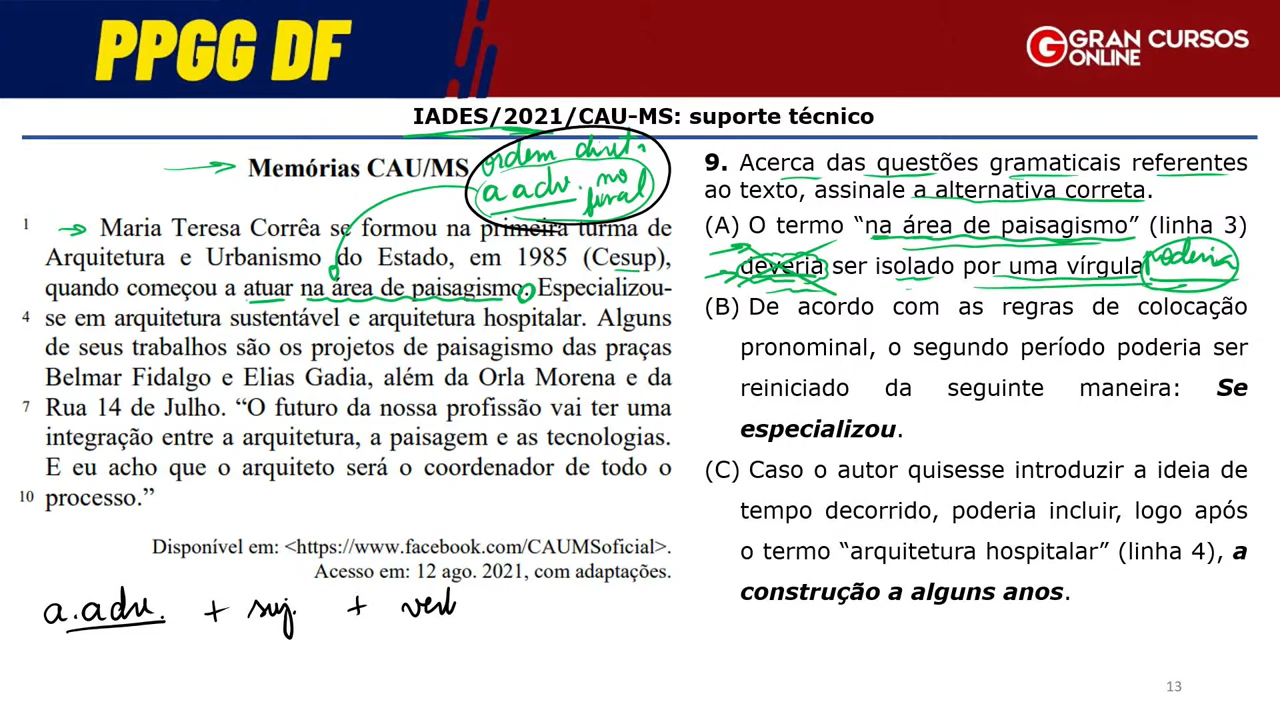 PPGG DF
GRAN CURSOS
ONLINE
IADES/2021/CAU-MS: suporte técnico
Memórias CAU/MS
ordem diret
a adv. no
final
1 Maria Teresa Corrêa se formou na primeira turma de
Arquitetura e Urbanismo do Estado, em 1985 (Cesup),
quando começou a atuar na área de paisagismo. Especializou-
4 se em arquitetura sustentável e arquitetura hospitalar. Alguns
de seus trabalhos são os projetos de paisagismo das praças
Belmar Fidalgo e Elias Gadia, além da Orla Morena e da
7 Rua 14 de Julho. “O futuro da nossa profissão vai ter uma
integração entre a arquitetura, a paisagem e as tecnologias.
E eu acho que o arquiteto será o coordenador de todo o
10 processo.”
Disponível em: <https://www.facebook.com/CAUMSoficial>.
Acesso em: 12 ago. 2021, com adaptações.
a.adv. + suj. + verb
9. Acerca das questões gramaticais referentes
ao texto, assinale a alternativa correta.
(A) O termo “na área de paisagismo” (linha 3)
deveria ser isolado por uma vírgula poderia
(B) De acordo com as regras de colocação
pronominal, o segundo período poderia ser
reiniciado da seguinte maneira: Se
especializou.
(C) Caso o autor quisesse introduzir a ideia de
tempo decorrido, poderia incluir, logo após
o termo “arquitetura hospitalar” (linha 4), a
construção a alguns anos.
13